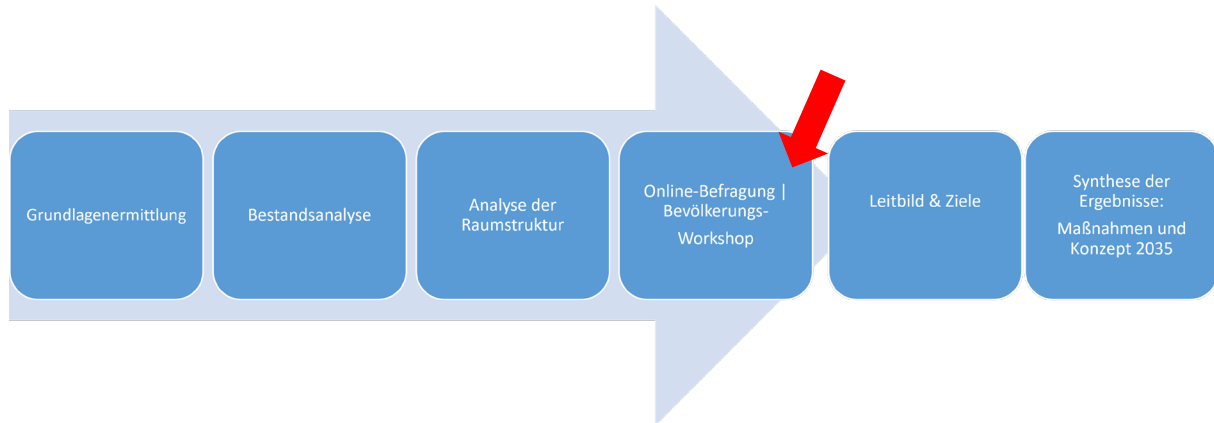 Grundlagenermittlung
Bestandsanalyse
Analyse der
Raumstruktur
Online-Befragung |
Bevölkerungs-
Workshop
Leitbild & Ziele
Synthese der
Ergebnisse:
Maßnahmen und
Konzept 2035